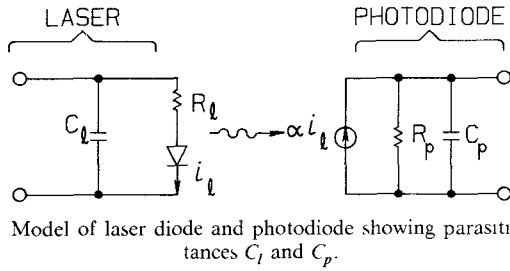 LASER
PHOTODIODE
C_l
R_l
i_l
αi_l
R_p
C_p
Model of laser diode and photodiode showing
tances C_l and C_p.